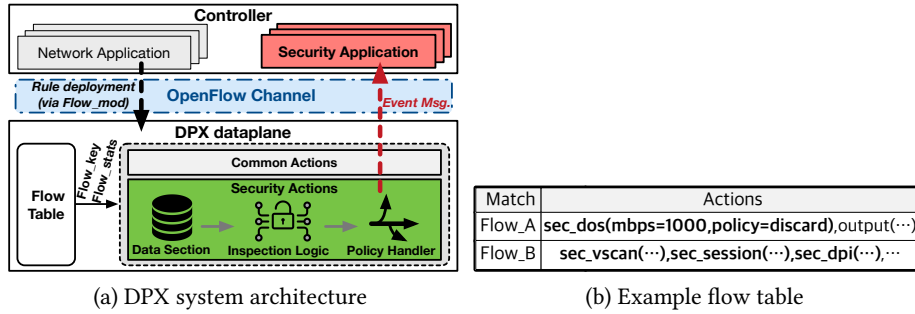 Controller
Network Application
Security Application
Rule deployment
(via Flow_mod)
OpenFlow Channel
Event Msg.
DPX dataplane
Flow
Table
Flow_key
Flow_stats
Common Actions
Security Actions
Data Section
Inspection Logic
Policy Handler
(a) DPX system architecture
Match Actions
Flow_A sec_dos(mbps=1000,policy=discard),output(⋯)
Flow_B sec_vscan(⋯),sec_session(⋯),sec_dpi(⋯),⋯
(b) Example flow table